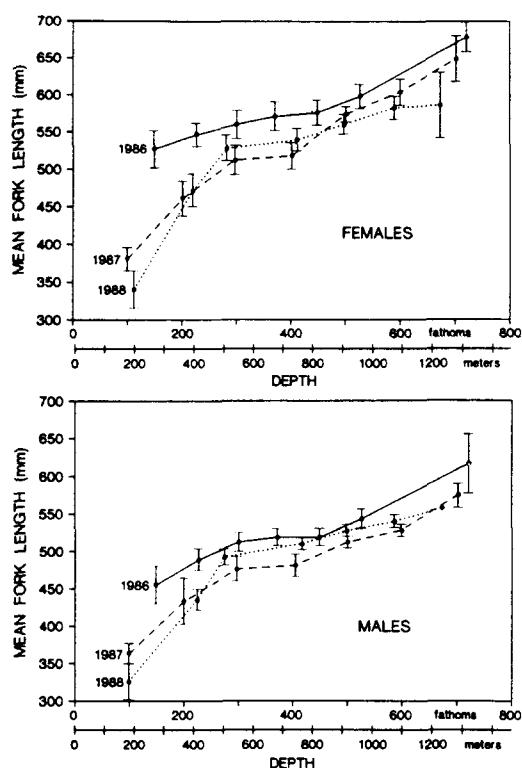 700
650
600
550
500
450
400
350
300
MEAN FORK LENGTH (mm)
1986
1987
1988
FEMALES
0 200 400 600 fathoms 800
0 200 400 600 800 1000 1200 meters
DEPTH
700
650
600
550
500
450
400
350
300
MEAN FORK LENGTH (mm)
1986
1987
1988
MALES
0 200 400 600 fathoms 800
0 200 400 600 800 1000 1200 meters
DEPTH